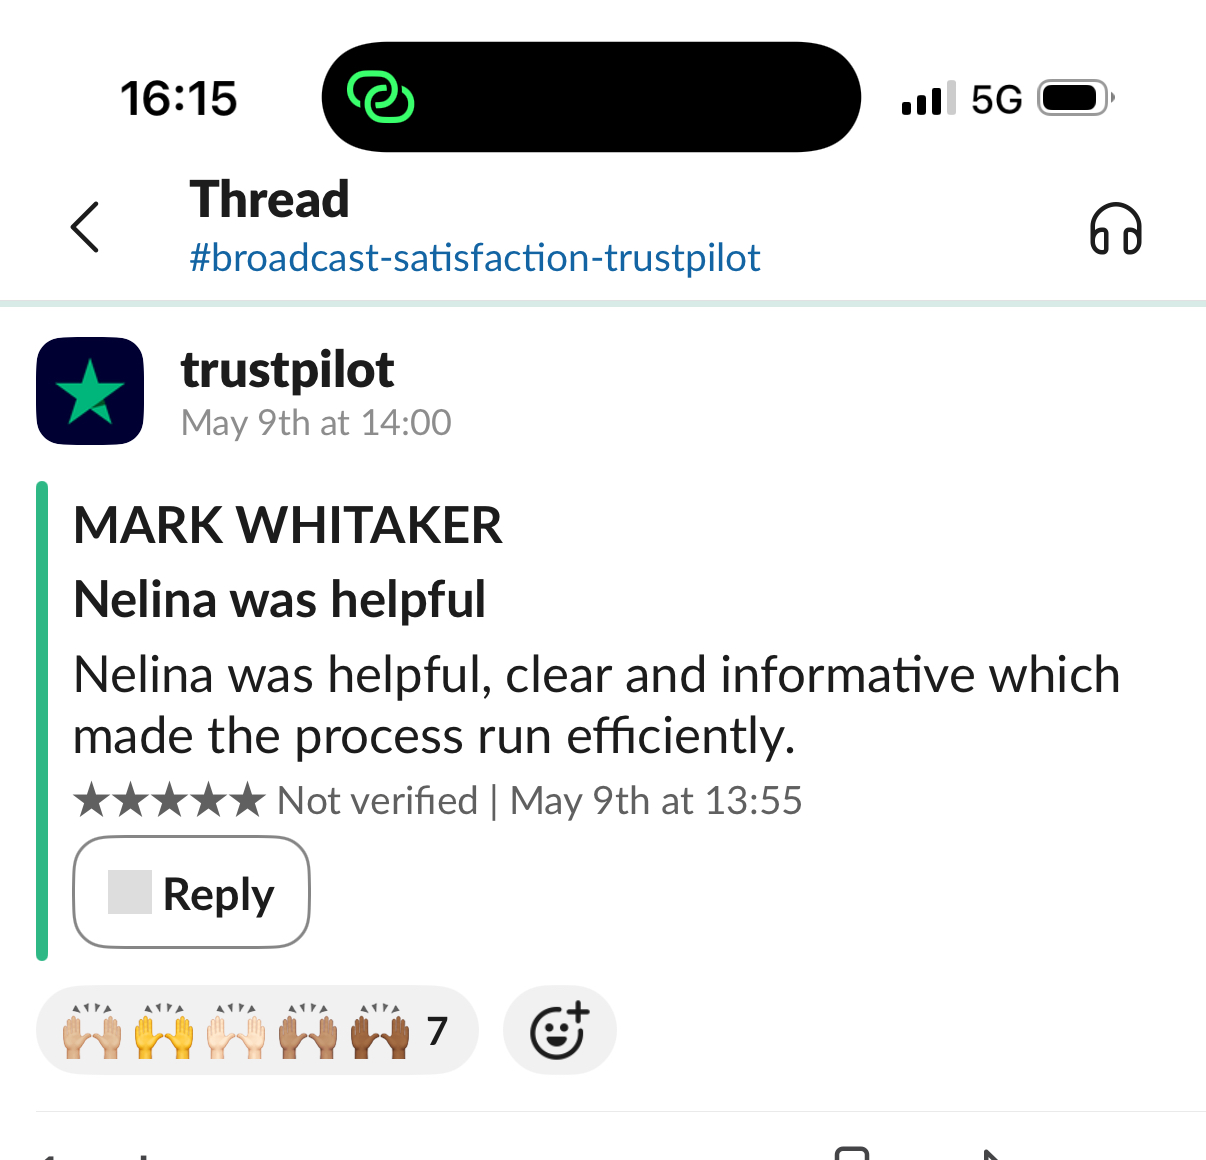 16:15
5G
Thread
#broadcast-satisfaction-trustpilot
trustpilot
May 9th at 14:00
MARK WHITAKER
Nelina was helpful
Nelina was helpful, clear and informative which
made the process run efficiently.
★★★★★ Not verified | May 9th at 13:55
Reply
7